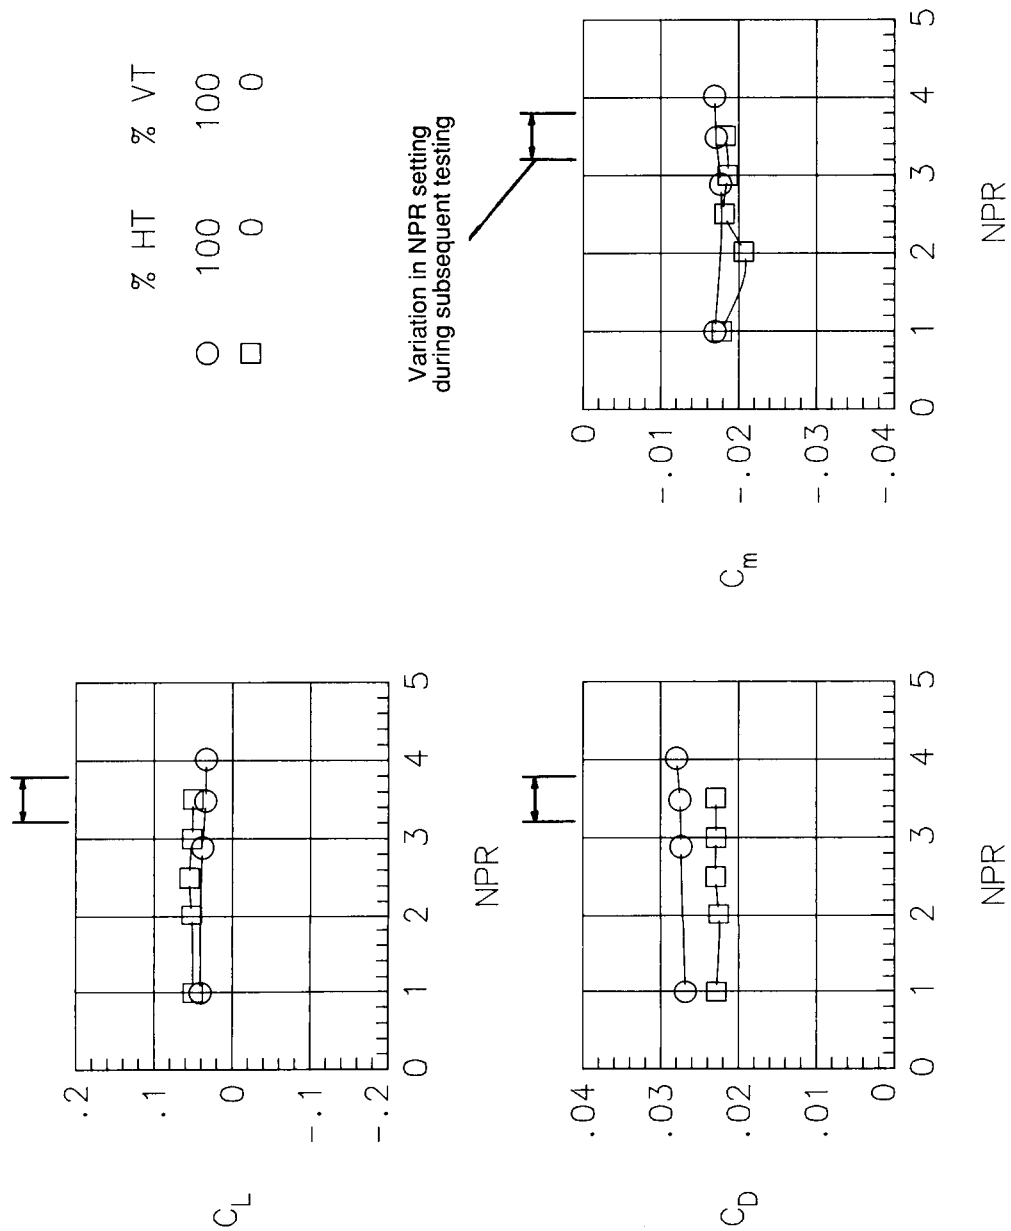 % HT % VT
100 100
0 0
Variation in NPR setting
during subsequent testing
C_L
.2
.1
0
-.1
-.2
0 1 2 3 4 5
NPR
C_D
.04
.03
.02
.01
0
0 1 2 3 4 5
NPR
C_m
0
-.01
-.02
-.03
-.04
0 1 2 3 4 5
NPR